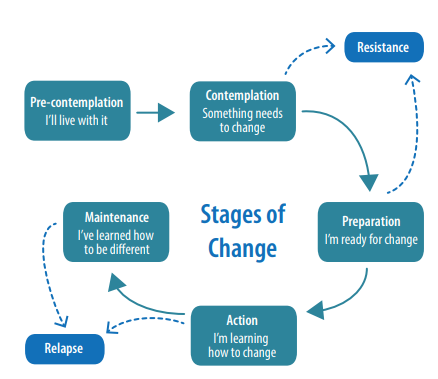 Resistance
Pre-contemplation
I'll live with it
Contemplation
Something needs
to change
Stages of
Change
Maintenance
I've learned how
to be different
Preparation
I'm ready for change
Action
I'm learning
how to change
Relapse